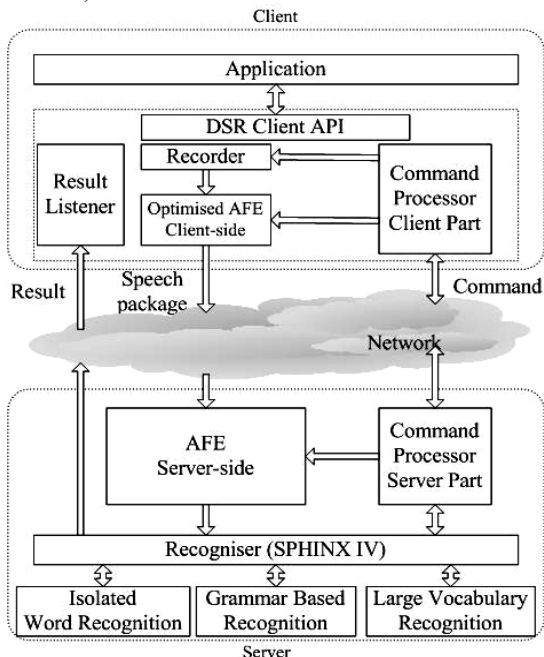 Client
Application
DSR Client API
Recorder
Result
Listener
Optimised AFE
Client-side
Command
Processor
Client Part
Result
Speech
package
Command
Network
AFE
Server-side
Command
Processor
Server Part
Recogniser (SPHINX IV)
Isolated
Word Recognition
Grammar Based
Recognition
Large Vocabulary
Recognition
Server